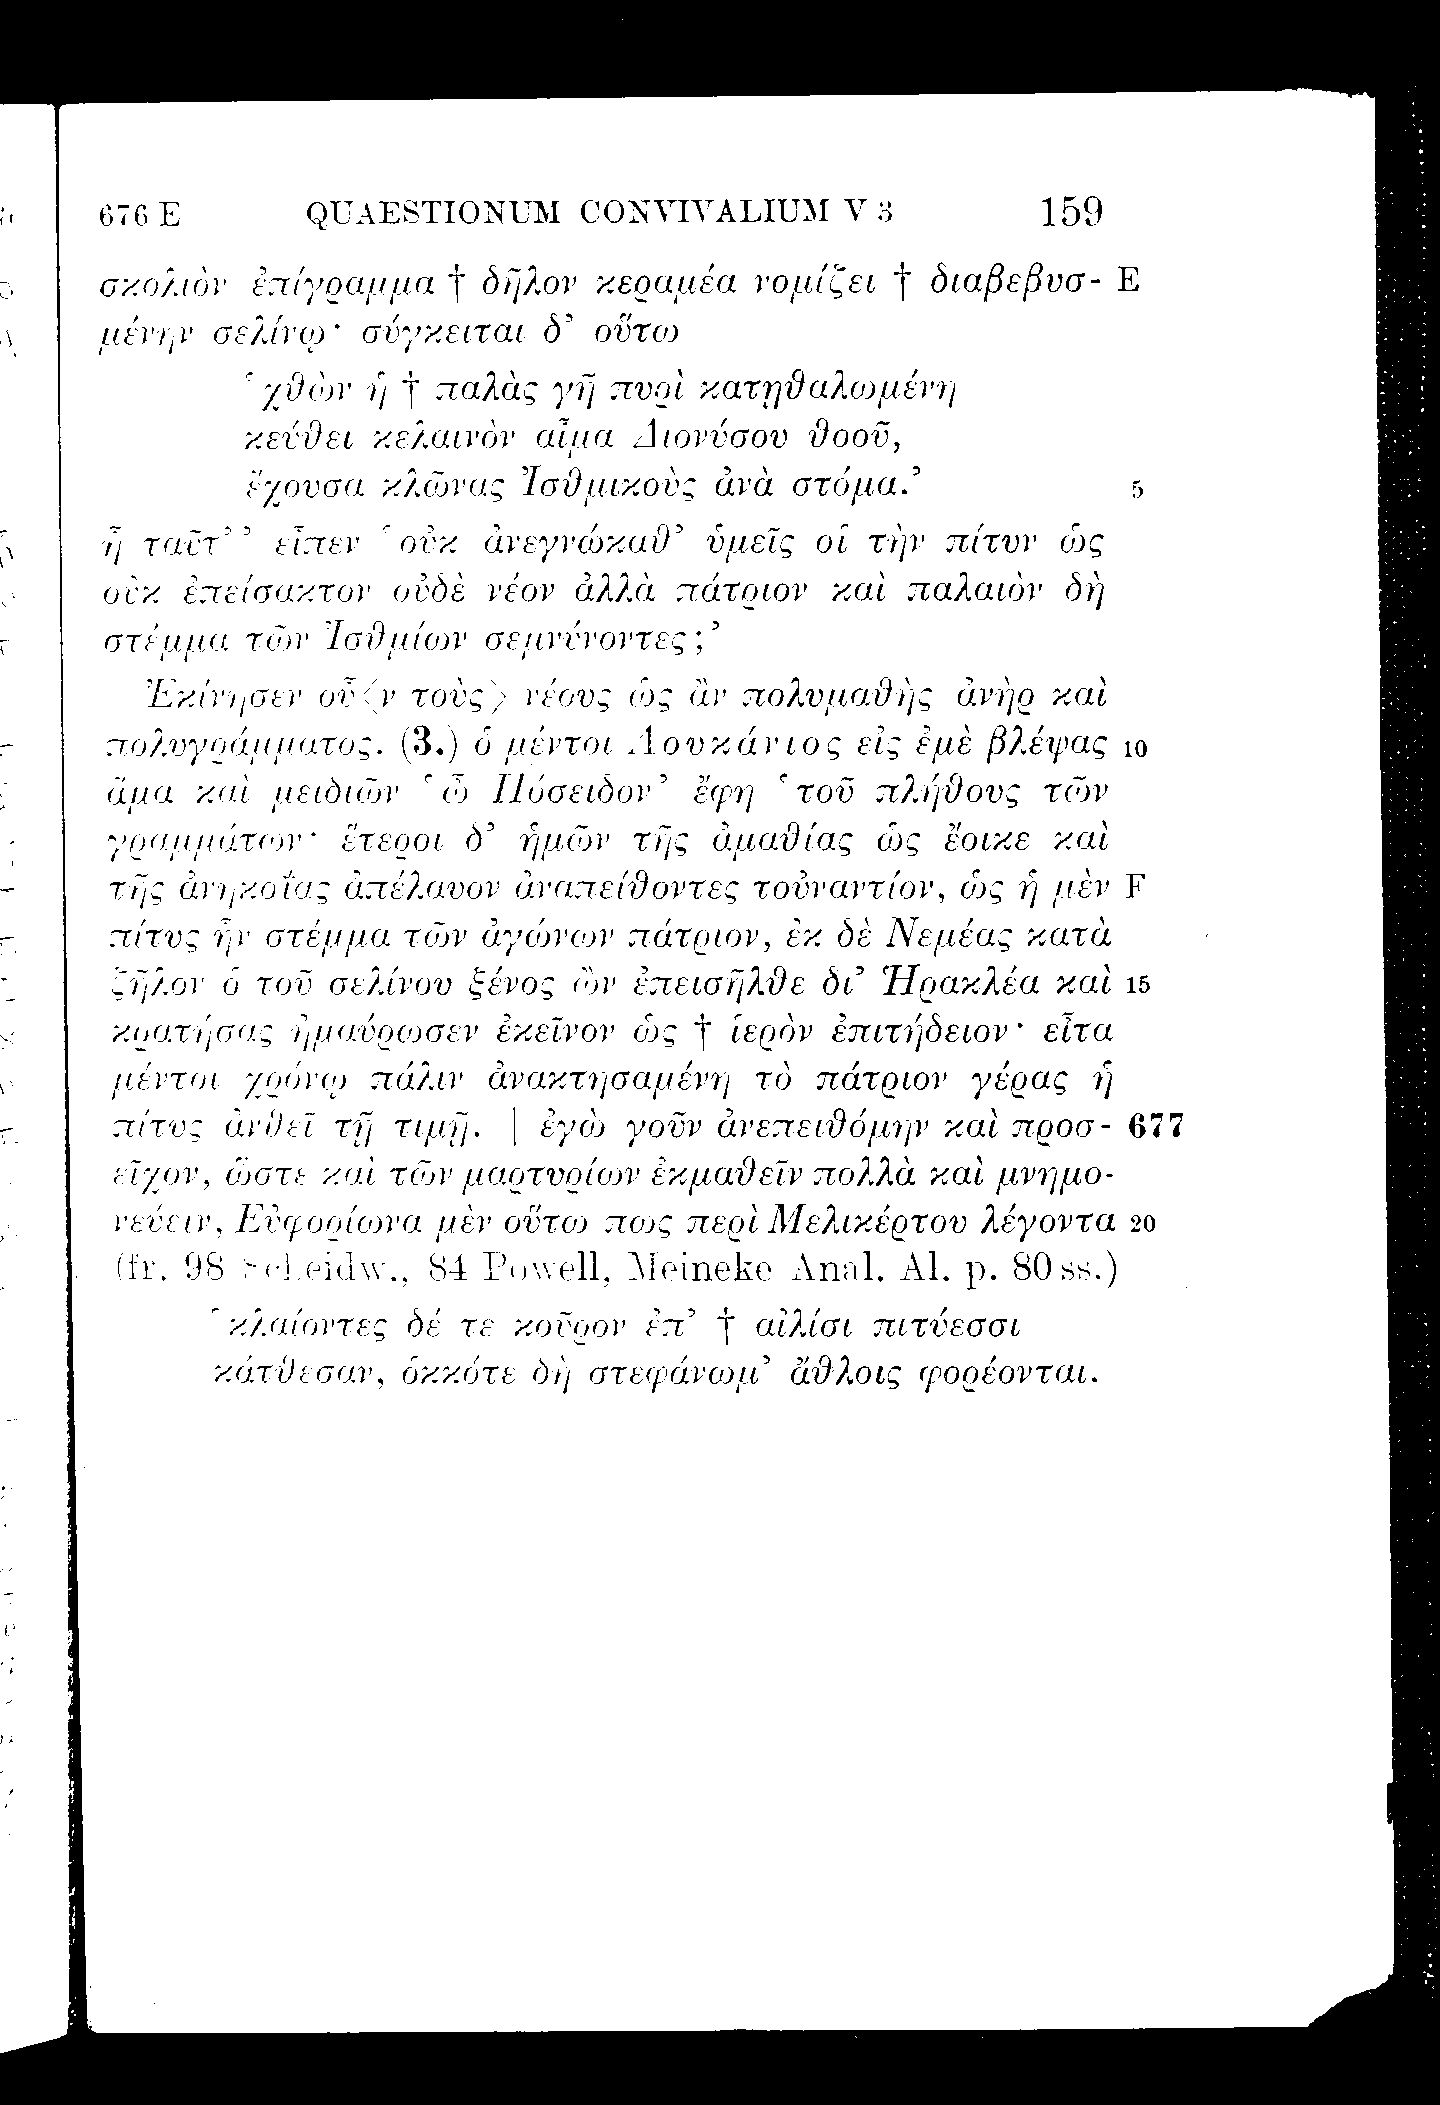 676 E QUAESTIONUM CONVIVALIUM V 3 159
σκολιὸν ἐπίγραμμα † δῆλον κεραμέα νομίζει † διαβεβυσ- E
μένην σελίνῳ· σύγκειται δ’ οὕτω
‘χθὼν ἡ † παλὰς γῆ πυρὶ κατηθαλωμένη
κεύθει κελαινὸν αἷμα Διονύσου θοοῦ,
ἔχουσα κλῶνας Ἰσθμικοὺς ἀνὰ στόμα.’ 5
ἦ ταῦτ’’ εἶπεν ‘οὐκ ἀνεγνώκαθ’ ὑμεῖς οἱ τὴν πίτυν ὡς
οὐκ ἐπείσακτον οὐδὲ νέον ἀλλὰ πάτριον καὶ παλαιὸν δὴ
στέμμα τῶν Ἰσθμίων σεμνύνοντες;’
Ἐκίνησεν οὖ⟨ν τοὺς⟩ νέους ὡς ἂν πολυμαθὴς ἀνὴρ καὶ
πολυγράμματος. (3.) ὁ μέντοι Λουκάνιος εἰς ἐμὲ βλέψας 10
ἅμα καὶ μειδιῶν ‘ὦ Πόσειδον’ ἔφη ‘τοῦ πλήθους τῶν
γραμμάτων· ἕτεροι δ’ ἡμῶν τῆς ἀμαθίας ὡς ἔοικε καὶ
τῆς ἀνηκοΐας ἀπέλαυον ἀναπείθοντες τοὐναντίον, ὡς ἡ μὲν F
πίτυς ἦν στέμμα τῶν ἀγώνων πάτριον, ἐκ δὲ Νεμέας κατὰ
ζῆλον ὁ τοῦ σελίνου ξένος ὢν ἐπεισῆλθε δι’ Ἡρακλέα καὶ 15
κρατήσας ἠμαύρωσεν ἐκεῖνον ὡς † ἱερὸν ἐπιτήδειον· εἶτα
μέντοι χρόνῳ πάλιν ἀνακτησαμένη τὸ πάτριον γέρας ἡ
πίτυς ἀνθεῖ τῇ τιμῇ. | ἐγὼ γοῦν ἀνεπειθόμην καὶ προσ- 677
εῖχον, ὥστε καὶ τῶν μαρτυρίων ἐκμαθεῖν πολλὰ καὶ μνημο-
νεύειν, Εὐφορίωνα μὲν οὕτω πως περὶ Μελικέρτου λέγοντα 20
(fr. 98 Scheidw., 84 Powell, Meineke Anal. Al. p. 80 ss.)
‘κλαίοντες δέ τε κοῦρον ἐπ’ † αἰλίσι πιτύεσσι
κάτθεσαν, ὁκκότε δὴ στεφάνωμ’ ἄθλοις φορέονται.